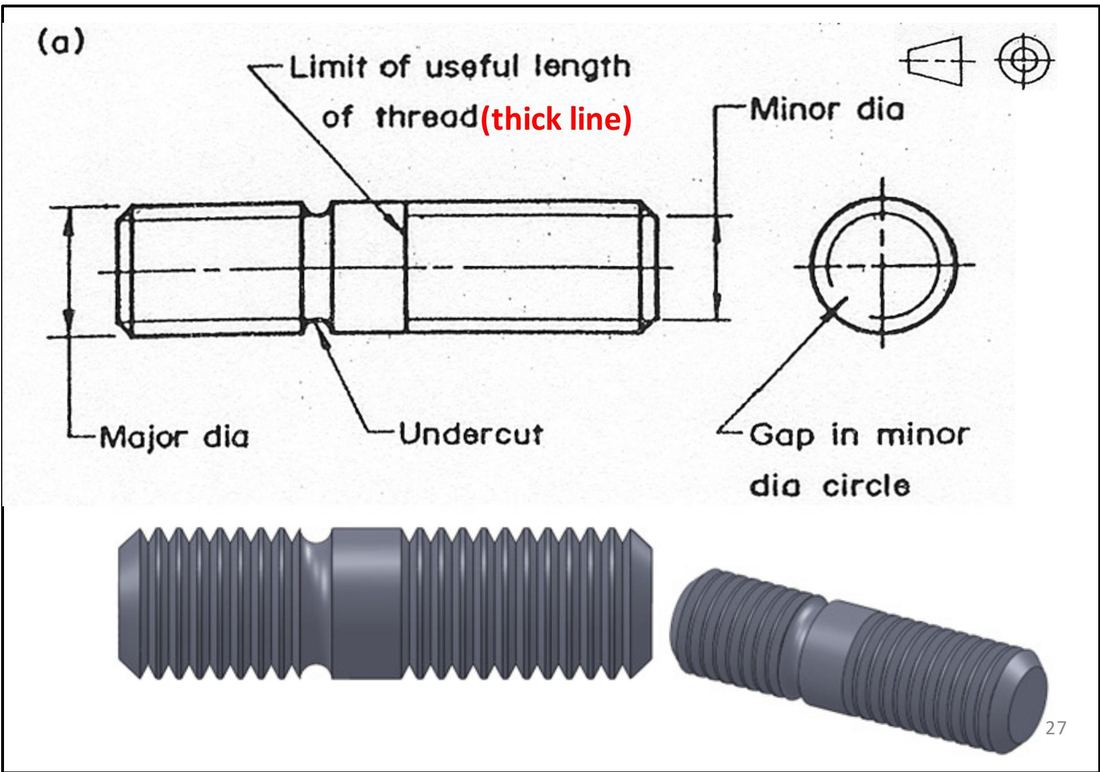 (a)
Limit of useful length
of thread(thick line)
Minor dia
Major dia
Undercut
Gap in minor
dia circle
27